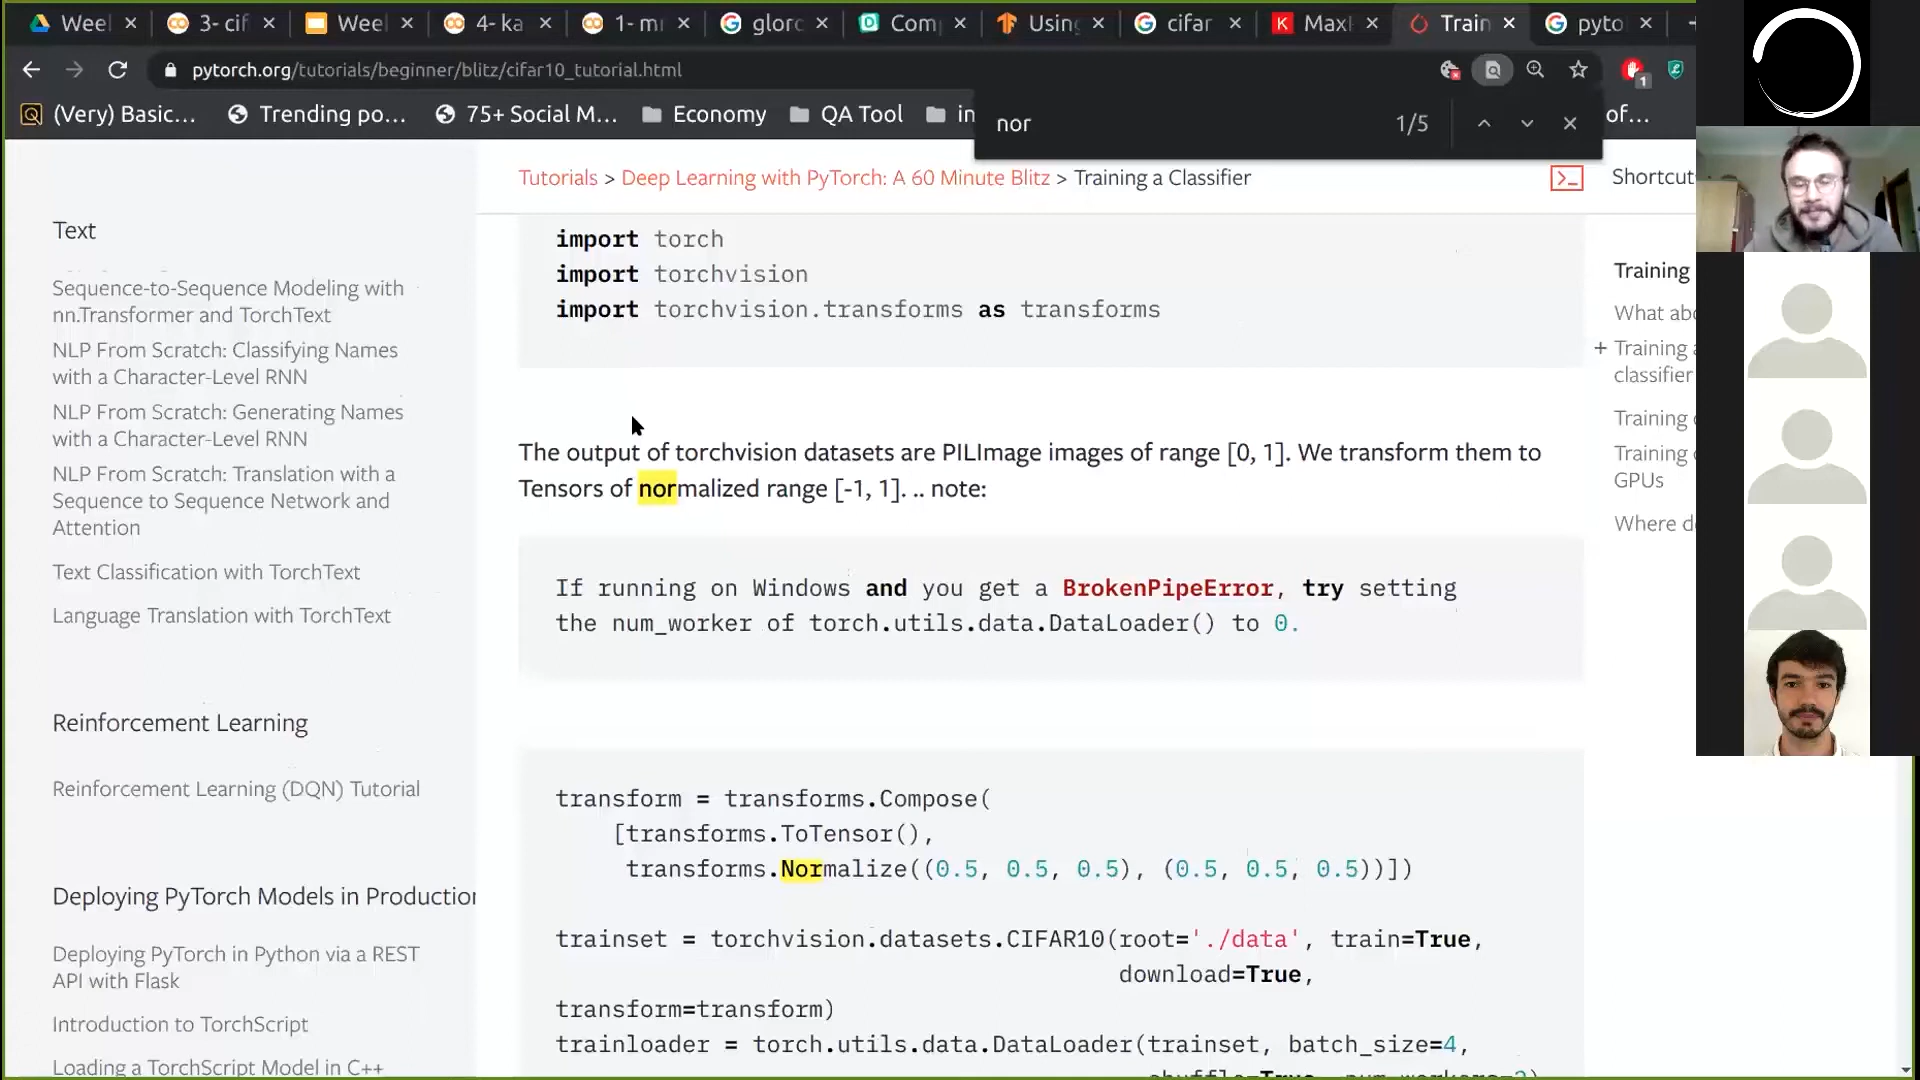 Weel
3- cif
Weel
4- ka
1- mi
glorc
Com
Using
cifar
Max
Train
pyto
pytorch.org/tutorials/beginner/blitz/cifar10_tutorial.html
1
(Very) Basic...
Trending po...
75+ Social M...
Economy
QA Tool
in
of...
nor
1/5
Tutorials > Deep Learning with PyTorch: A 60 Minute Blitz > Training a Classifier
Shortcut
Text
Sequence-to-Sequence Modeling with
nn.Transformer and TorchText
NLP From Scratch: Classifying Names
with a Character-Level RNN
NLP From Scratch: Generating Names
with a Character-Level RNN
NLP From Scratch: Translation with a
Sequence to Sequence Network and
Attention
Text Classification with TorchText
Language Translation with TorchText
Reinforcement Learning
Reinforcement Learning (DQN) Tutorial
Deploying PyTorch Models in Production
Deploying PyTorch in Python via a REST
API with Flask
Introduction to TorchScript
Loading a TorchScript Model in C++
import torch
import torchvision
import torchvision.transforms as transforms
The output of torchvision datasets are PILImage images of range [0, 1]. We transform them to
Tensors of normalized range [-1, 1]. .. note:
If running on Windows and you get a BrokenPipeError, try setting
the num_worker of torch.utils.data.DataLoader() to 0.
transform = transforms.Compose(
[transforms.ToTensor(),
transforms.Normalize((0.5, 0.5, 0.5), (0.5, 0.5, 0.5))])
trainset = torchvision.datasets.CIFAR10(root='./data', train=True,
download=True,
transform=transform)
trainloader = torch.utils.data.DataLoader(trainset, batch_size=4,
shuffle=True, num_workers=2)
Training
What abo
+ Training a
classifier
Training
Training
GPUs
Where d